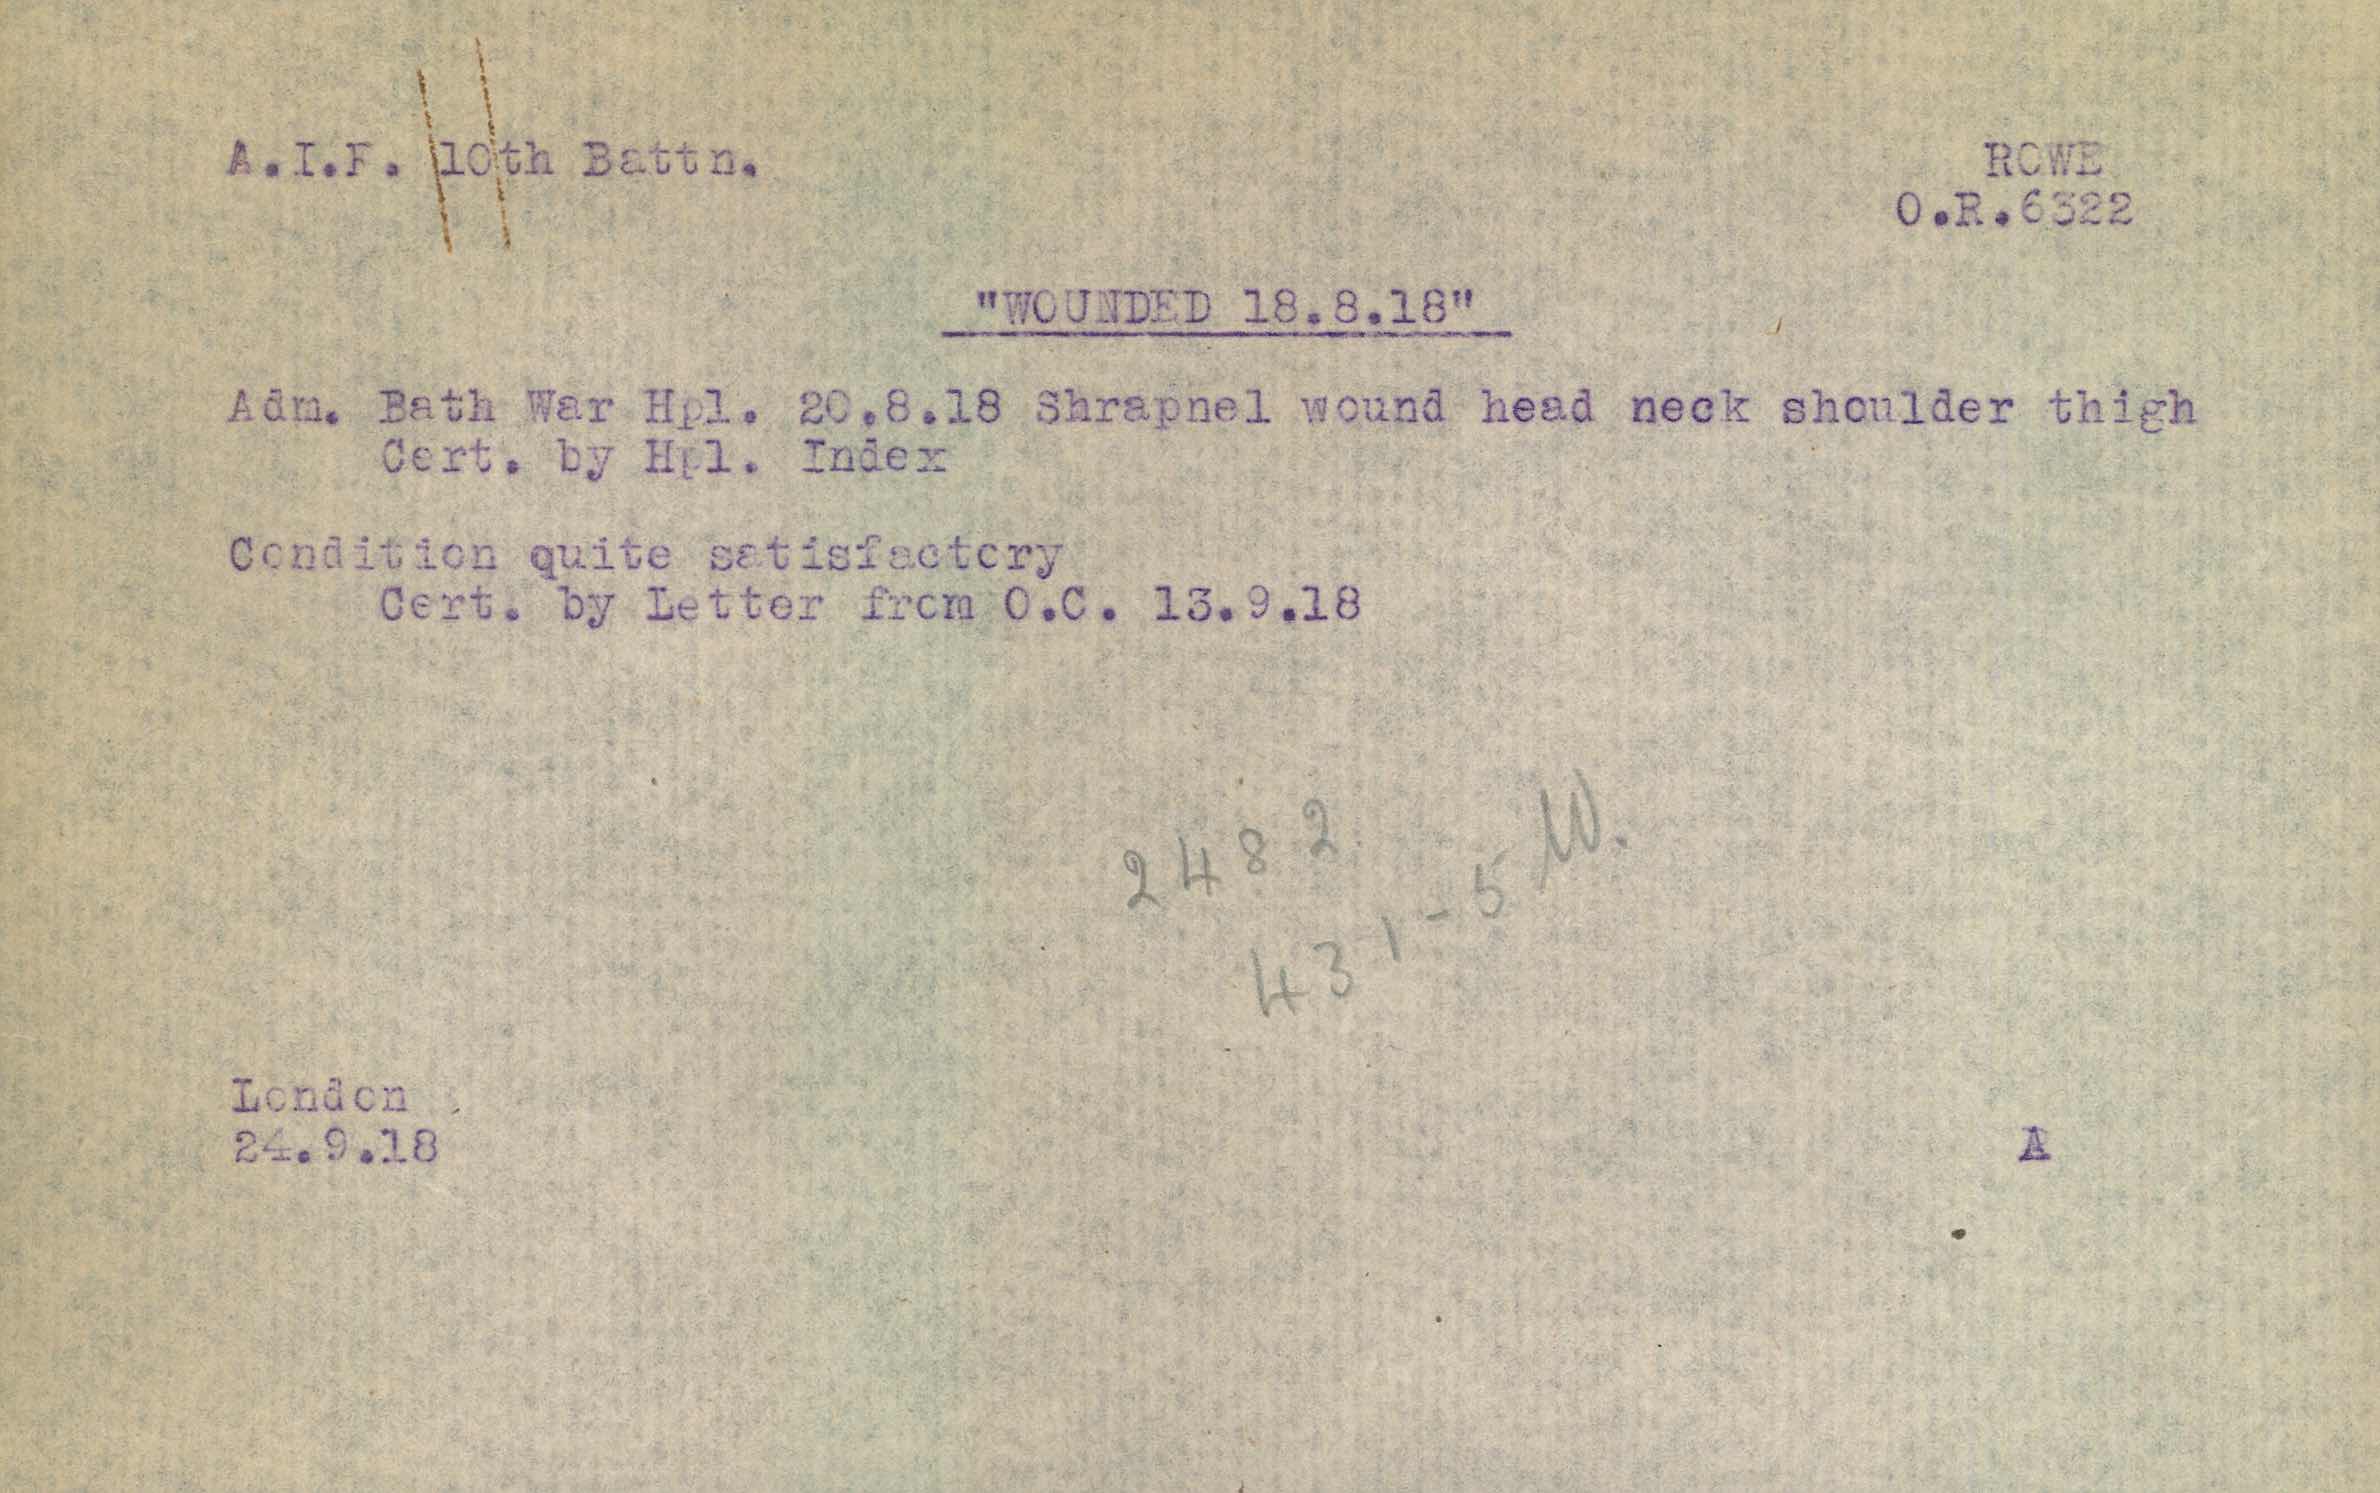 A.I.F. 10th Battn.
ROWE
O.R.6322
"WOUNDED 18.8.18"
Adm. Bath War Hpl. 20.8.18 Shrapnel wound head neck shoulder thigh
Cert. by Hpl. Index
Condition quite satisfactory
Cert. by Letter from O.C. 13.9.18
2482
431-5 W.
London
24.9.18
A